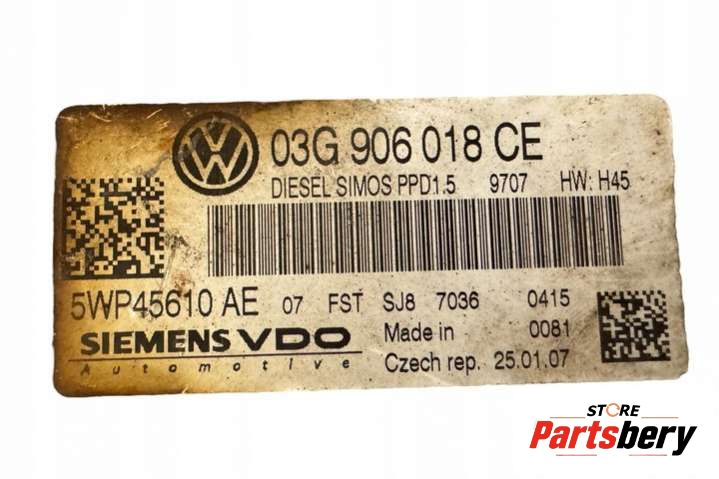 03G 906 018 CE
DIESEL SIMOS PPD1.5 9707 HW: H45
5WP45610 AE 07 FST SJ8 7036 0415
SIEMENS VDO Made in 0081
Automotive Czech rep. 25.01.07
STORE
Partsbery